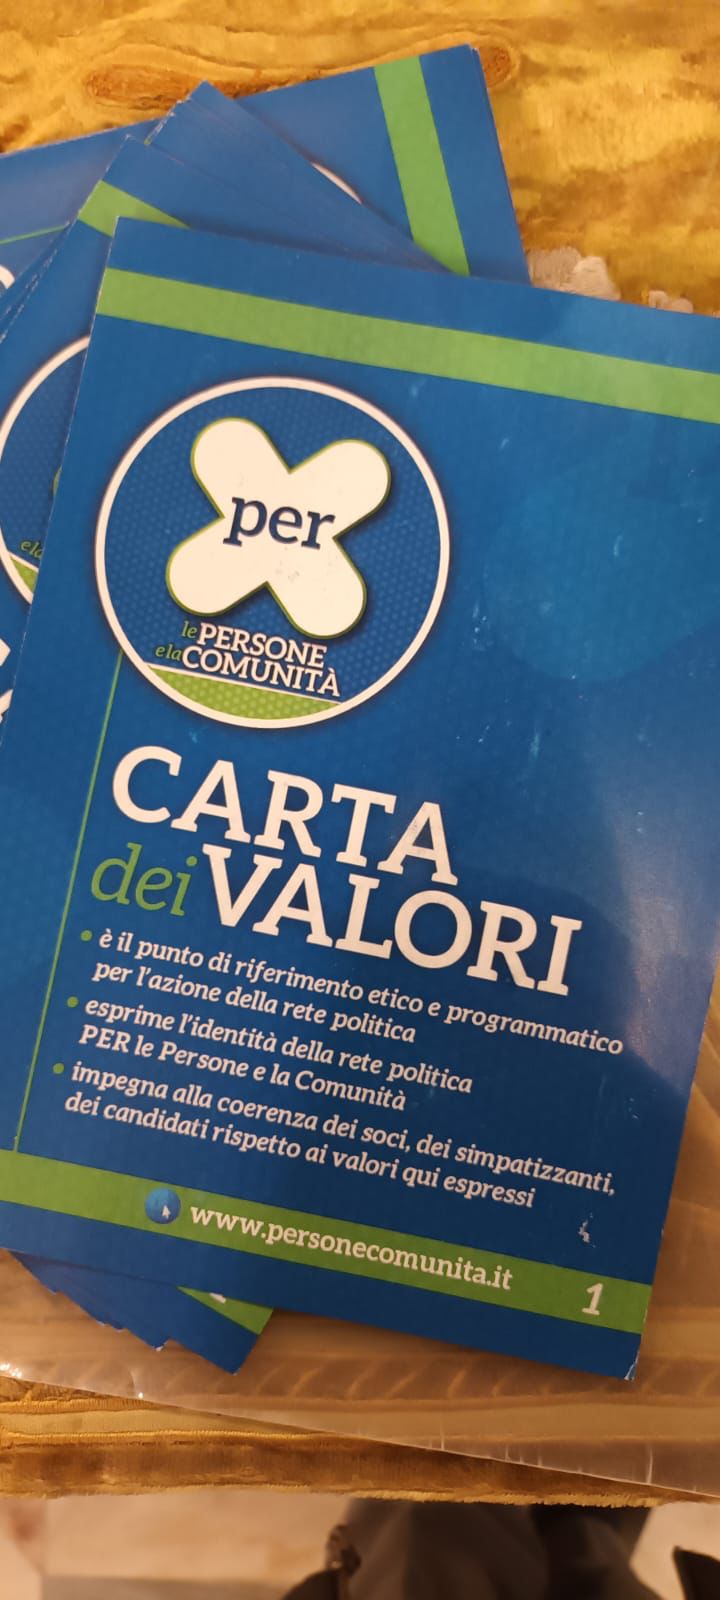 per
le PERSONE
e la COMUNITÀ
CARTA
dei VALORI
• è il punto di riferimento etico e programmatico
per l'azione della rete politica
• esprime l'identità della rete politica
PER le Persone e la Comunità
• impegna alla coerenza dei soci, dei simpatizzanti,
dei candidati rispetto ai valori qui espressi
www.personecomunita.it
1